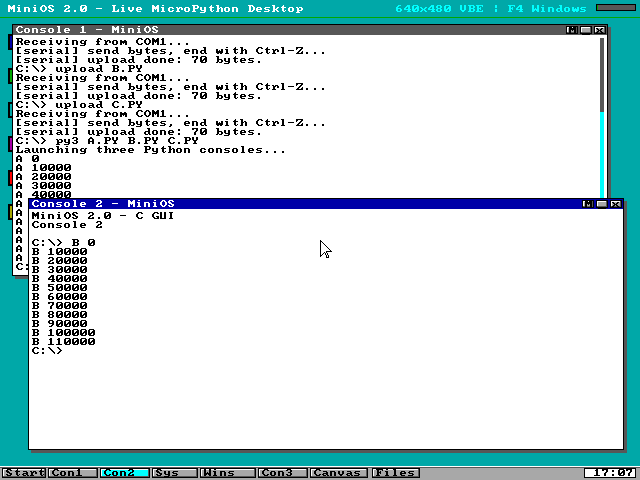 MiniOS 2.0 - Live MicroPython Desktop
640x480 VBE | F4 Windows
Console 1 - MiniOS
M
Receiving from COM1...
[serial] send bytes, end with Ctrl-Z...
[serial] upload done: 70 bytes.
C:\> upload B.PY
Receiving from COM1...
[serial] send bytes, end with Ctrl-Z...
[serial] upload done: 70 bytes.
C:\> upload C.PY
Receiving from COM1...
[serial] send bytes, end with Ctrl-Z...
[serial] upload done: 70 bytes.
C:\> py3 A.PY B.PY C.PY
Launching three Python consoles...
A 0
A 10000
A 20000
A 30000
A 40000
A
A
A
A
A
A
A
C:
Console 2 - MiniOS
M
MiniOS 2.0 - C GUI
Console 2
C:\> B 0
B 10000
B 20000
B 30000
B 40000
B 50000
B 60000
B 70000
B 80000
B 90000
B 100000
B 110000
C:\>
Start Con1 Con2 Sys Wins Con3 Canvas Files 17:07